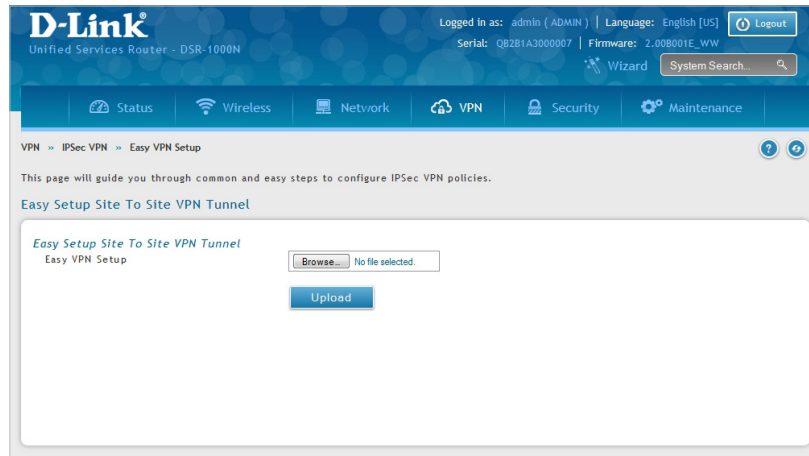 D-Link®
Unified Services Router - DSR-1000N
Logged in as: admin ( ADMIN ) | Language: English [US]
Logout
Serial: QB2B1A3000007 | Firmware: 2.00B001E_WW
Wizard
System Search...
Status
Wireless
Network
VPN
Security
Maintenance
VPN » IPSec VPN » Easy VPN Setup
?
This page will guide you through common and easy steps to configure IPSec VPN policies.
Easy Setup Site To Site VPN Tunnel
Easy Setup Site To Site VPN Tunnel
Easy VPN Setup
Browse... No file selected.
Upload